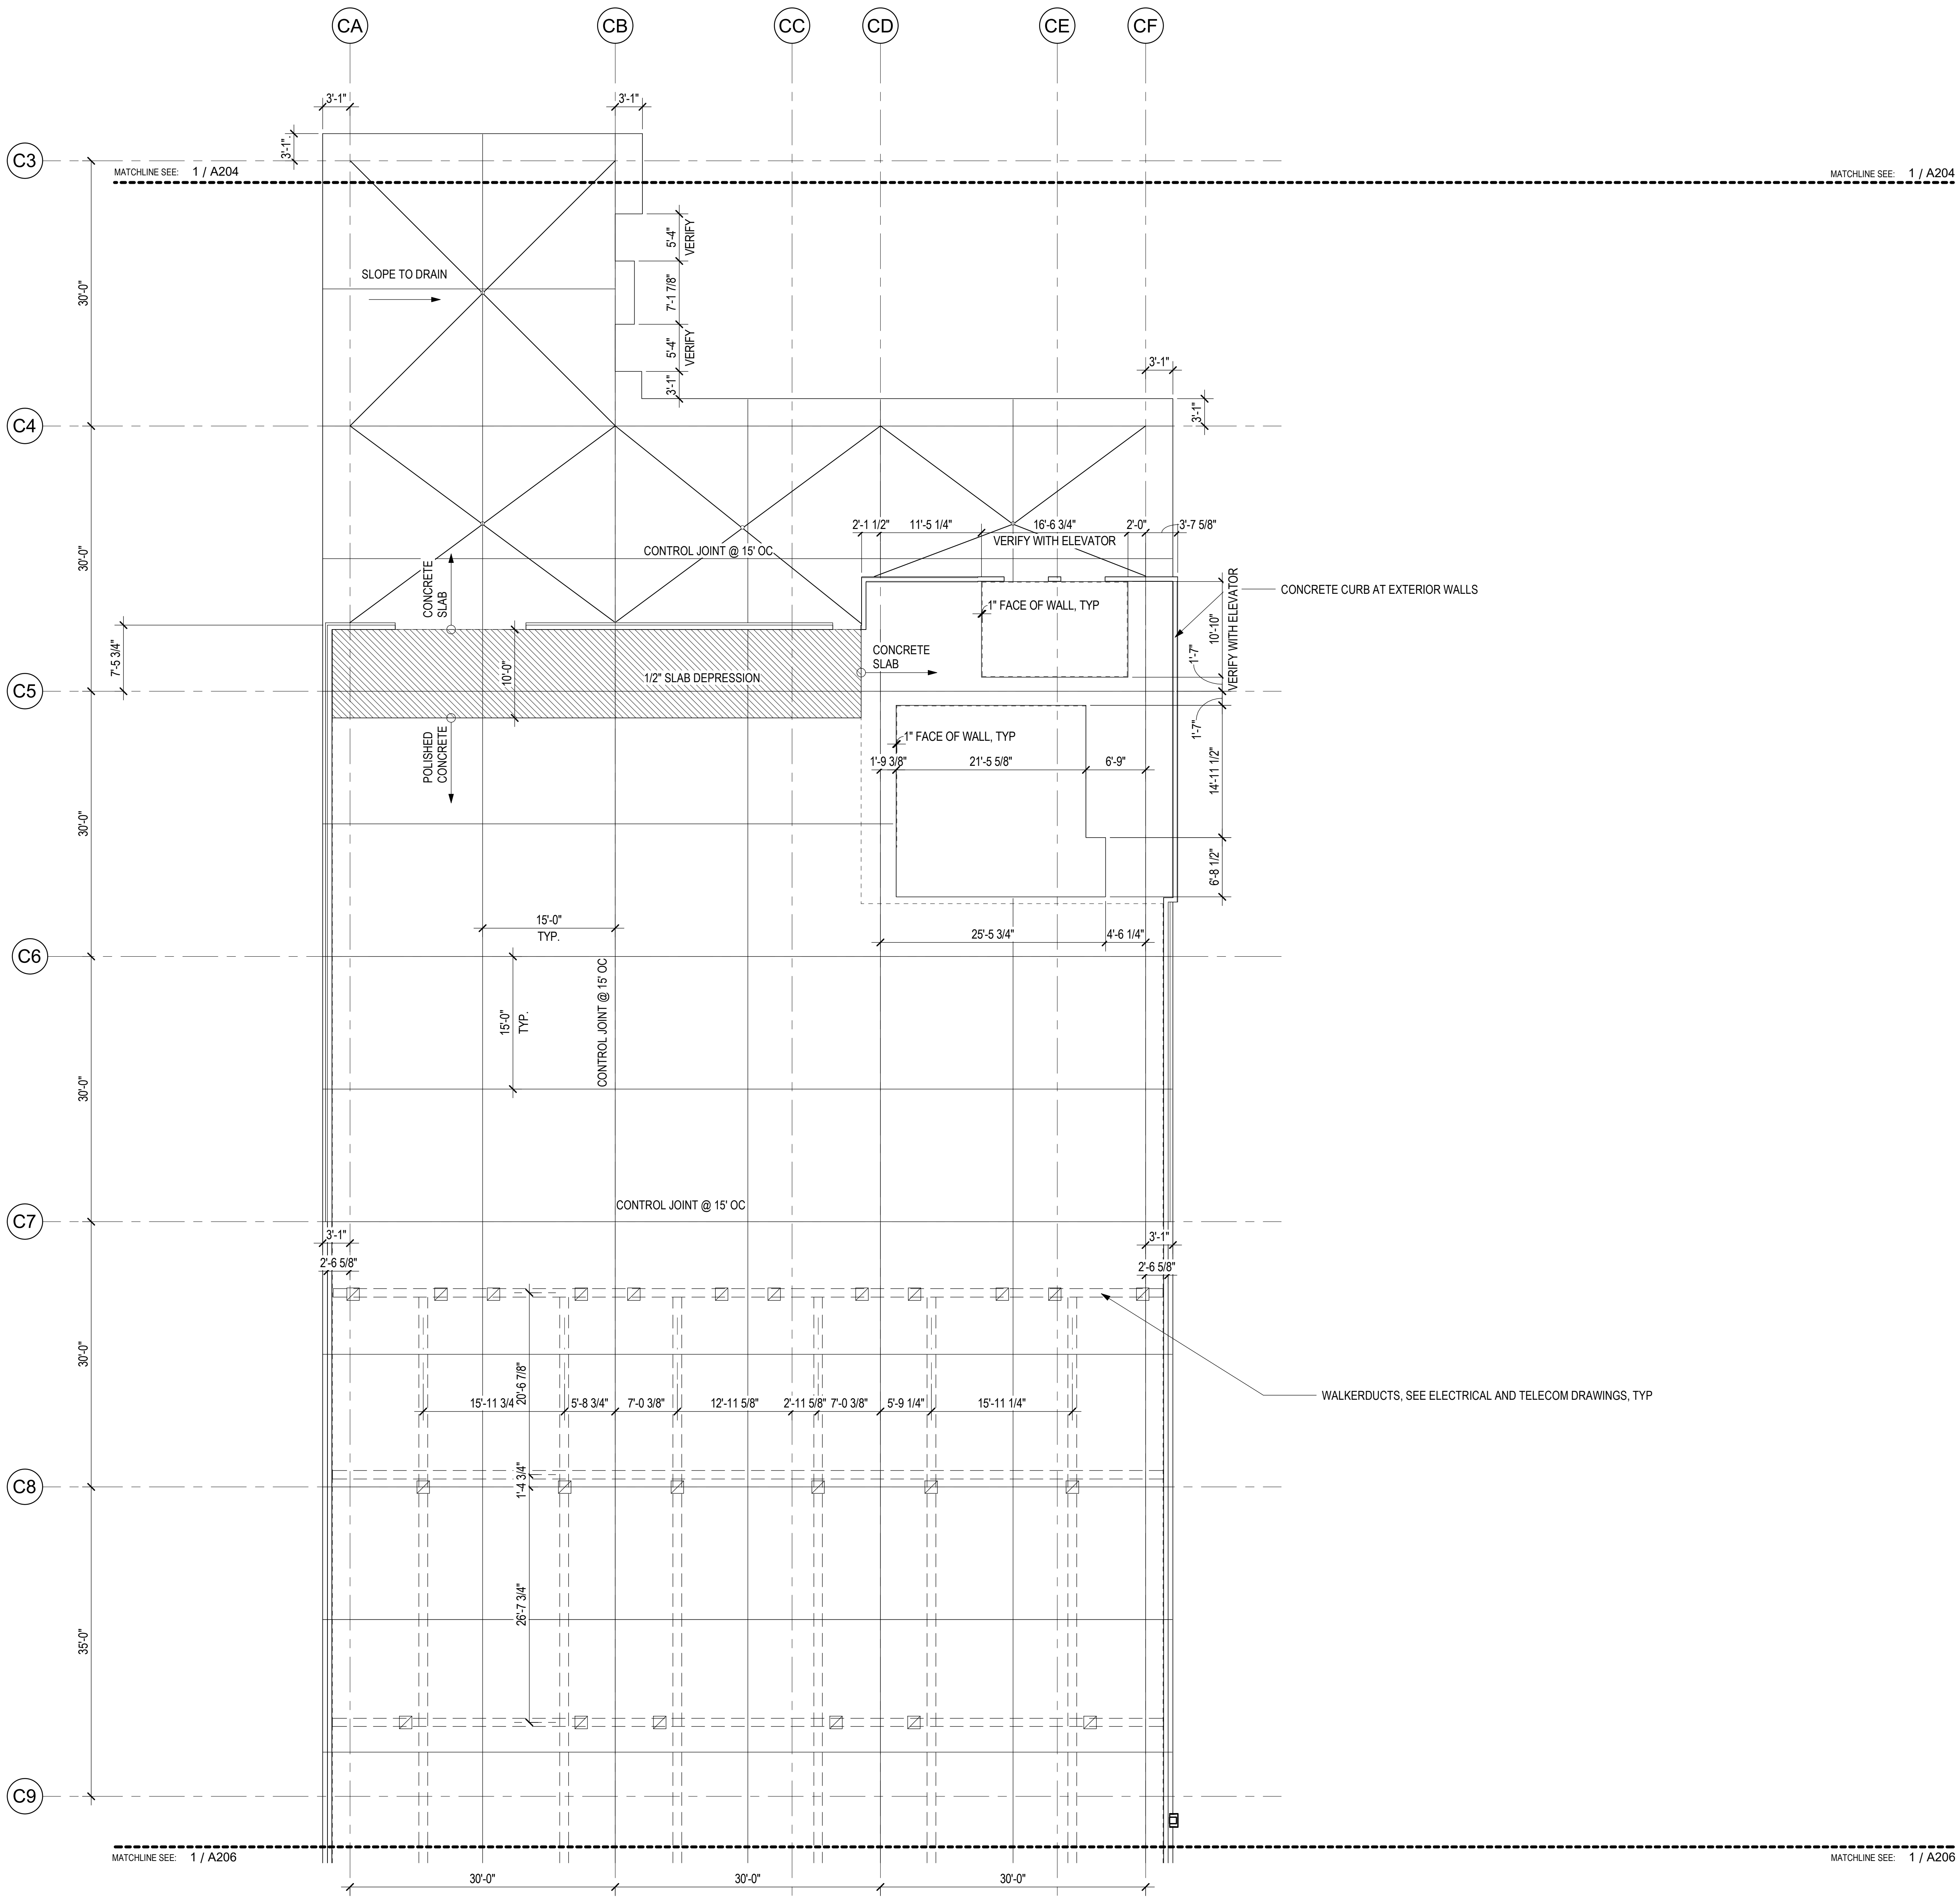 CA
CB
CC
CD
CE
CF
3'-1"
3'-1"
3'-1"
C3
MATCHLINE SEE: 1 / A204
MATCHLINE SEE: 1 / A204
5'-4"
VERIFY
SLOPE TO DRAIN
30'-0"
7'-1 7/8"
5'-4"
VERIFY
3'-1"
3'-1"
3'-1"
C4
2'-1 1/2"
11'-5 1/4"
16'-6 3/4"
2'-0"
3'-7 5/8"
VERIFY WITH ELEVATOR
CONTROL JOINT @ 15' OC
30'-0"
CONCRETE
SLAB
CONCRETE CURB AT EXTERIOR WALLS
1" FACE OF WALL, TYP
10'-10"
VERIFY WITH ELEVATOR
7'-5 3/4"
10'-0"
CONCRETE
SLAB
1'-7"
1/2" SLAB DEPRESSION
C5
1'-7"
POLISHED
CONCRETE
1" FACE OF WALL, TYP
1'-9 3/8"
21'-5 5/8"
6'-9"
14'-11 1/2"
30'-0"
6'-8 1/2"
15'-0"
TYP.
25'-5 3/4"
4'-6 1/4"
C6
15'-0"
TYP.
CONTROL JOINT @ 15' OC
30'-0"
CONTROL JOINT @ 15' OC
C7
3'-1"
3'-1"
2'-6 5/8"
2'-6 5/8"
30'-0"
20'-6 7/8"
WALKERDUCTS, SEE ELECTRICAL AND TELECOM DRAWINGS, TYP
15'-11 3/4
5'-8 3/4"
7'-0 3/8"
12'-11 5/8"
2'-11 5/8"
7'-0 3/8"
5'-9 1/4"
15'-11 1/4"
1'-4 3/4"
C8
26'-7 3/4"
35'-0"
C9
MATCHLINE SEE: 1 / A206
MATCHLINE SEE: 1 / A206
30'-0"
30'-0"
30'-0"